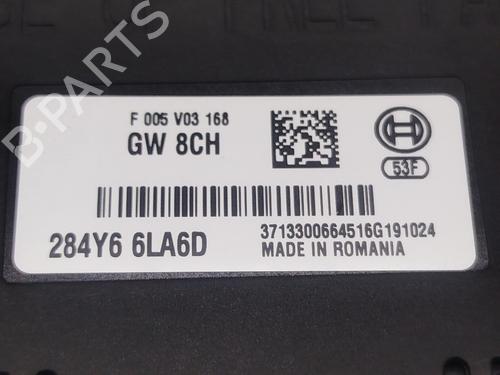 F 005 V03 168
GW 8CH
53F
284Y6 6LA6D
3713300664516G191024
MADE IN ROMANIA
B-PARTS